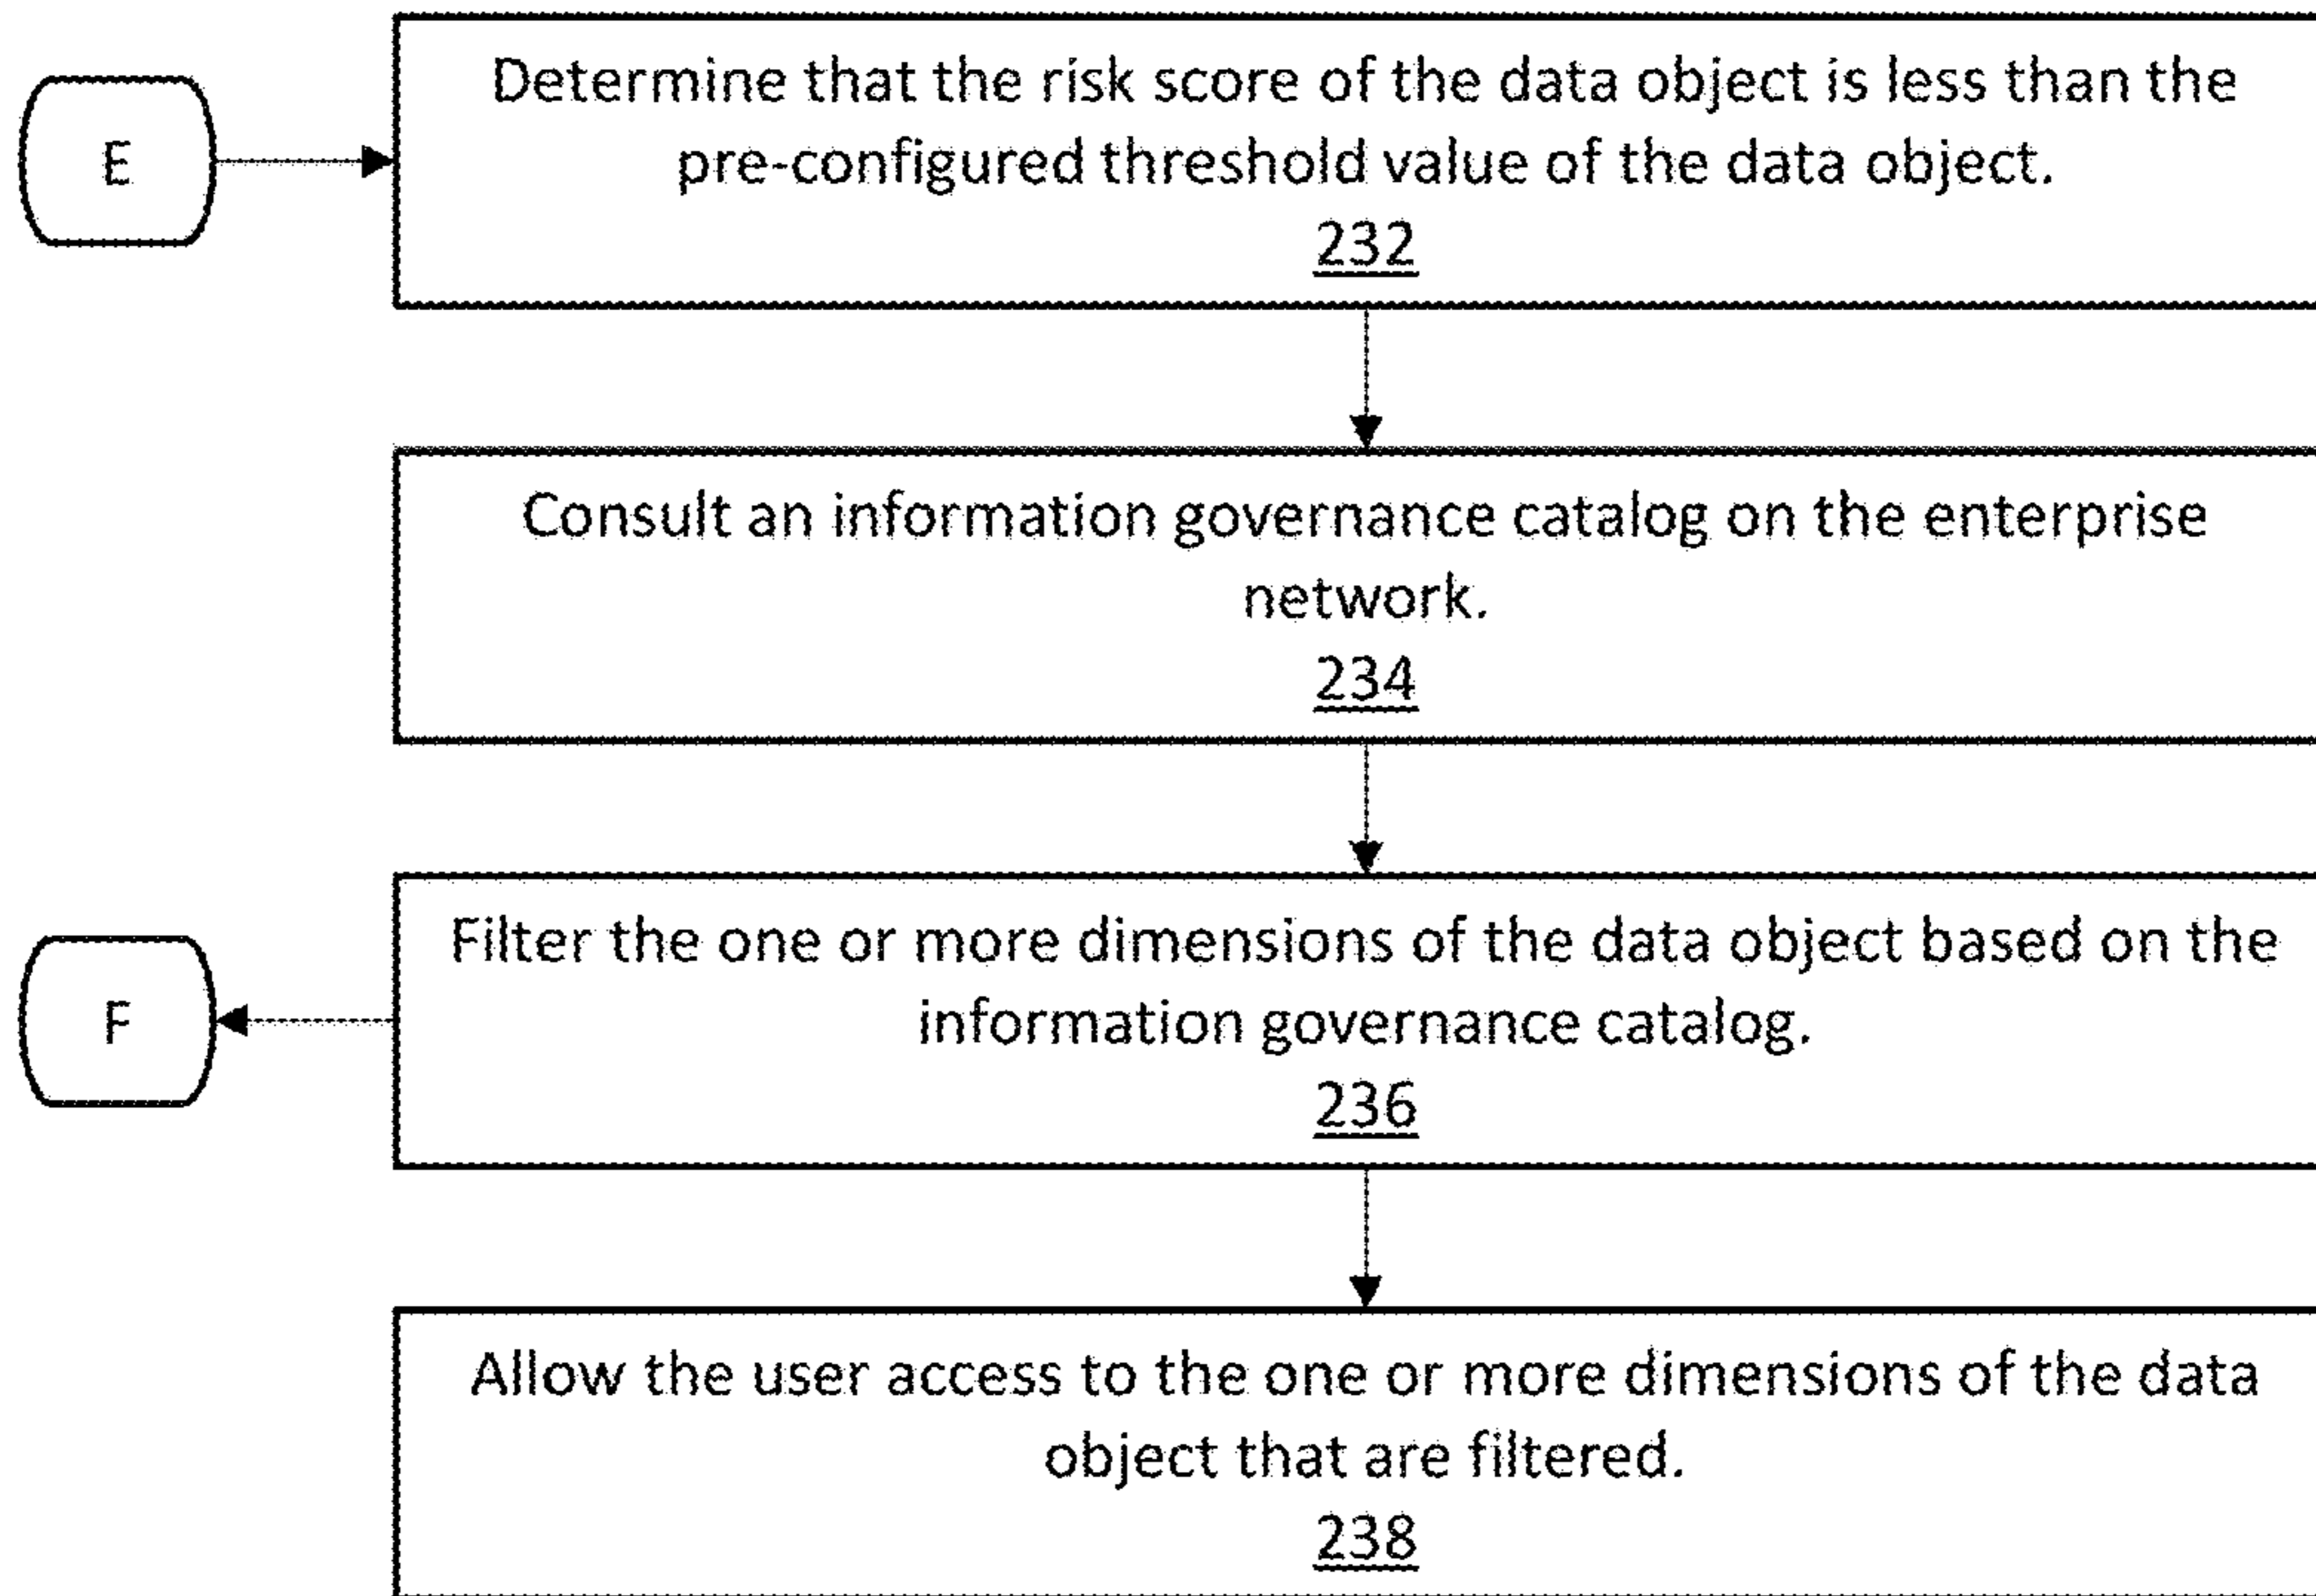 E
Determine that the risk score of the data object is less than the
pre-configured threshold value of the data object.
232
Consult an information governance catalog on the enterprise
network.
234
Filter the one or more dimensions of the data object based on the
information governance catalog.
236
F
Allow the user access to the one or more dimensions of the data
object that are filtered.
238